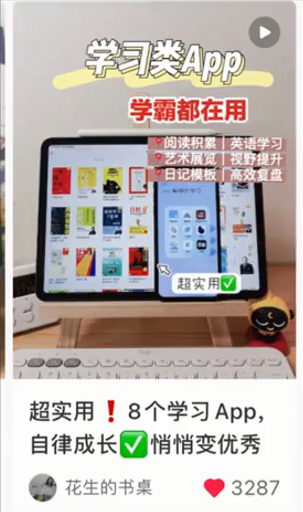 学习类App
学霸都在用
📍阅读积累｜英语学习
📍艺术展览｜视野提升
📍日记模板｜高效复盘
超实用✅
超实用❗8个学习App，
自律成长✅悄悄变优秀
花生的书桌
3287